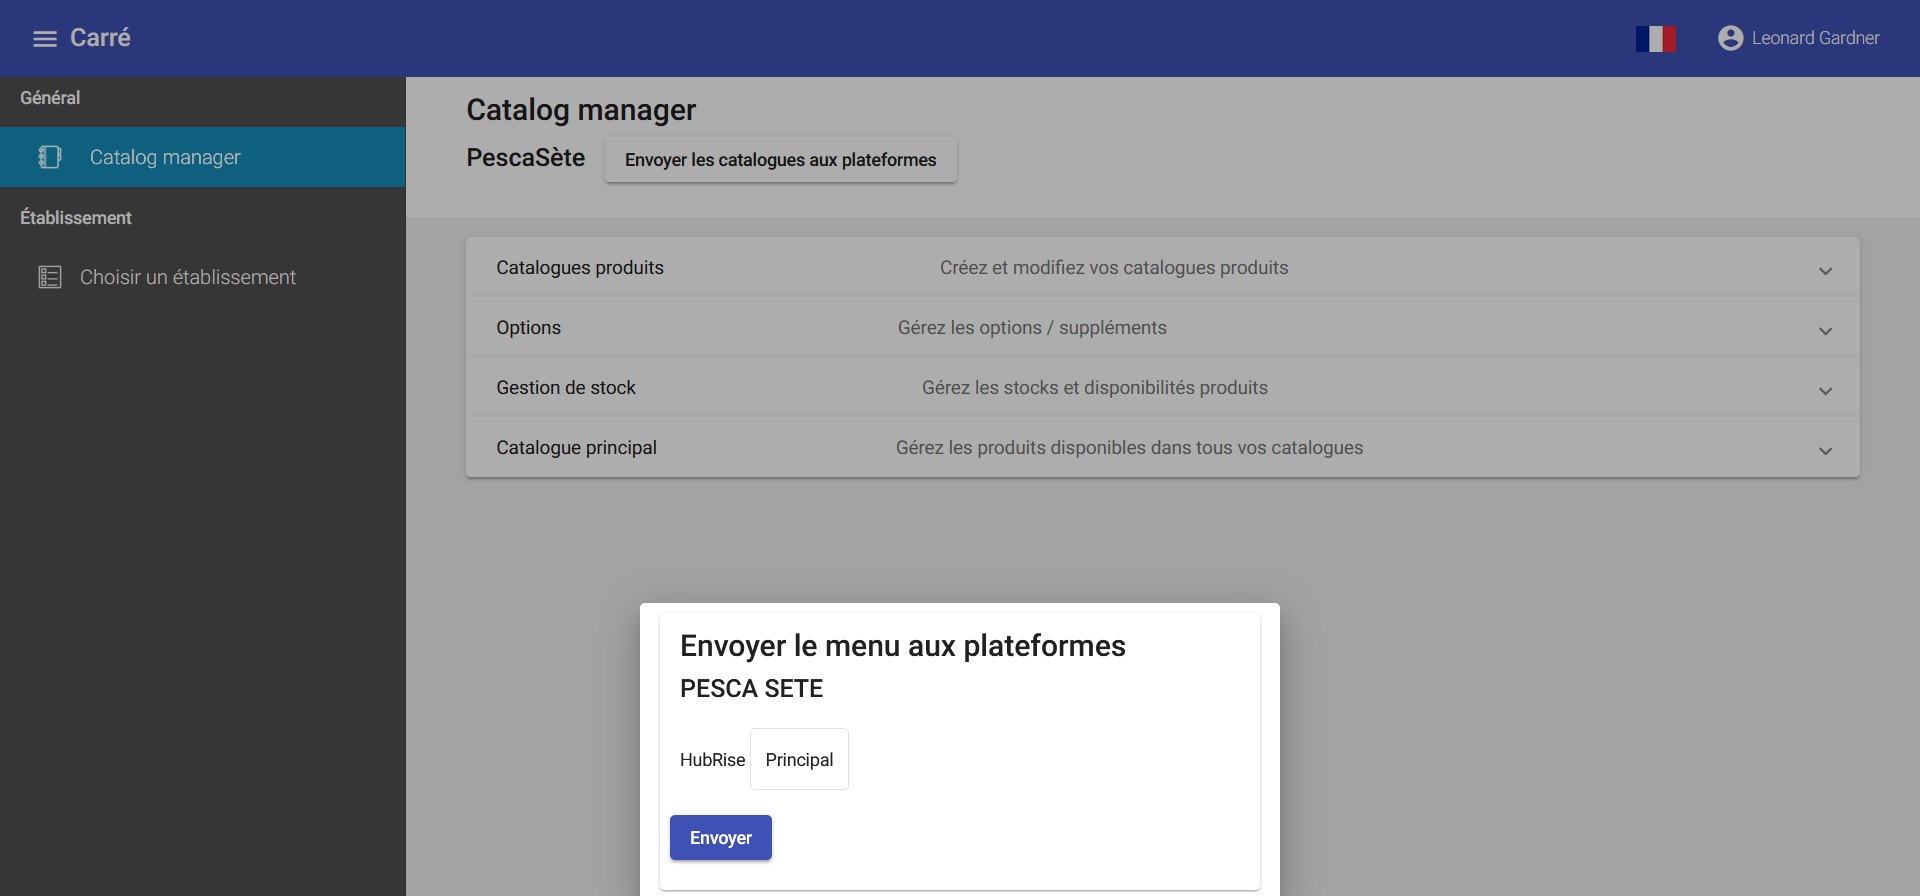 Carré
Leonard Gardner
Général
Catalog manager
Établissement
Choisir un établissement
Catalog manager
PescaSète
Envoyer les catalogues aux plateformes
Catalogues produits
Créez et modifiez vos catalogues produits
Options
Gérez les options / suppléments
Gestion de stock
Gérez les stocks et disponibilités produits
Catalogue principal
Gérez les produits disponibles dans tous vos catalogues
Envoyer le menu aux plateformes
PESCA SETE
HubRise
Principal
Envoyer